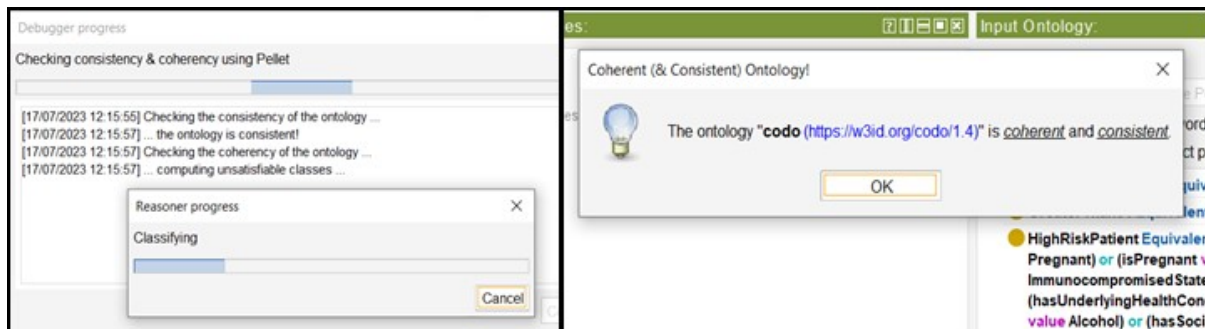 Debugger progress
Checking consistency & coherency using Pellet
[17/07/2023 12:15:55] Checking the consistency of the ontology ...
[17/07/2023 12:15:57] ... the ontology is consistent!
[17/07/2023 12:15:57] Checking the coherency of the ontology ...
[17/07/2023 12:15:57] ... computing unsatisfiable classes ...
Reasoner progress
Classifying
Cancel
es:
Input Ontology:
Coherent (& Consistent) Ontology!
The ontology "codo (https://w3id.org/codo/1.4)" is coherent and consistent.
OK
HighRiskPatient Equivalen
Pregnant) or (isPregnant v
ImmunocompromisedState
(hasUnderlyingHealthCon
value Alcohol) or (hasSoci